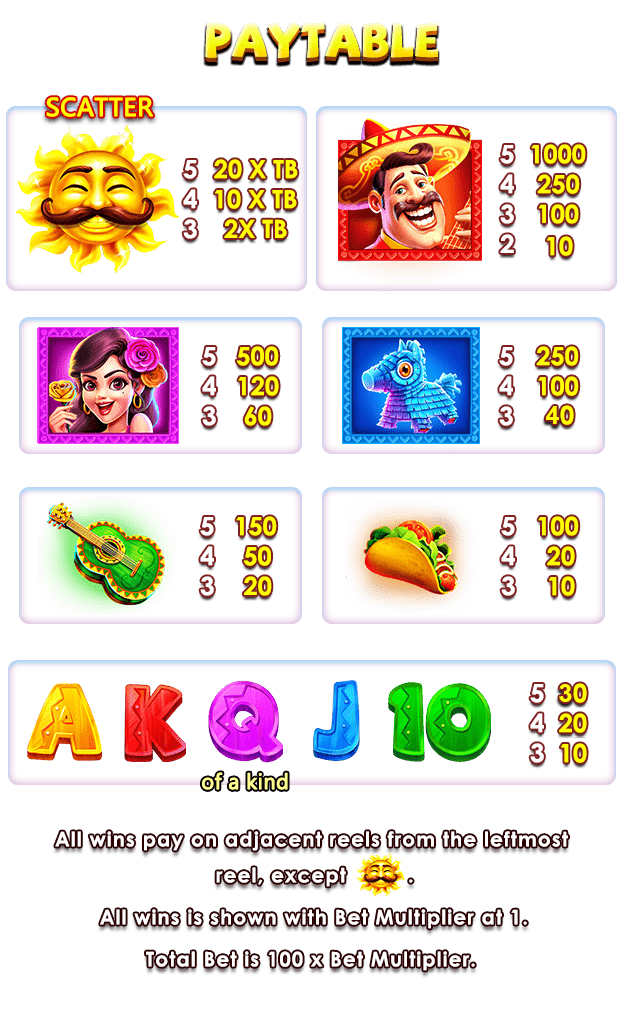 PAYTABLE
SCATTER
5 20 X TB
4 10 X TB
3 2X TB
5 1000
4 250
3 100
2 10
5 500
4 120
3 60
5 250
4 100
3 40
5 150
4 50
3 20
5 100
4 20
3 10
A K Q J 10
5 30
4 20
3 10
of a kind
All wins pay on adjacent reels from the leftmost
reel, except .
All wins is shown with Bet Multiplier at 1.
Total Bet is 100 x Bet Multiplier.